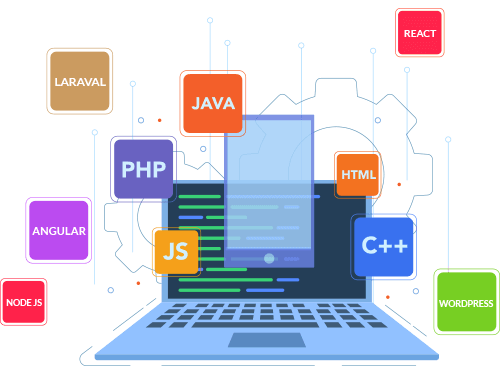 REACT
LARAVAL
JAVA
PHP
HTML
ANGULAR
JS
C++
NODE JS
WORDPRESS